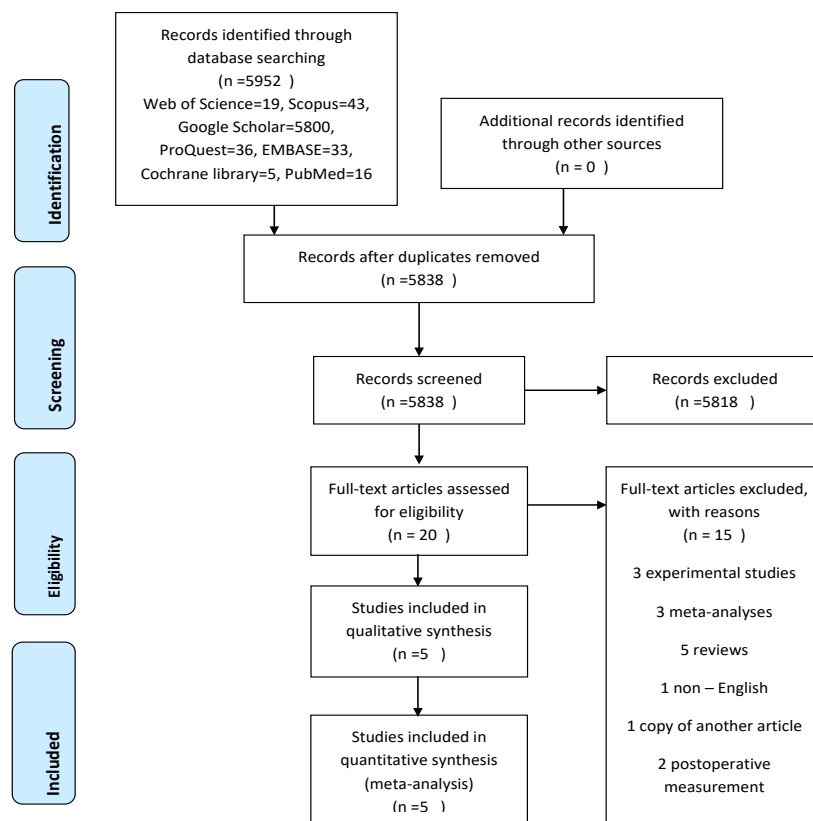 Records identified through
database searching
(n =5952  )
Web of Science=19, Scopus=43,
Google Scholar=5800,
ProQuest=36, EMBASE=33,
Cochrane library=5, PubMed=16
Additional records identified
through other sources
(n = 0  )
Identification
Records after duplicates removed
(n =5838  )
Screening
Records screened
(n =5838  )
Records excluded
(n =5818  )
Eligibility
Full-text articles assessed
for eligibility
(n = 20  )
Full-text articles excluded,
with reasons
(n = 15  )
3 experimental studies
3 meta-analyses
5 reviews
1 non – English
1 copy of another article
2 postoperative
measurement
Studies included in
qualitative synthesis
(n =5  )
Included
Studies included in
quantitative synthesis
(meta-analysis)
(n =5  )